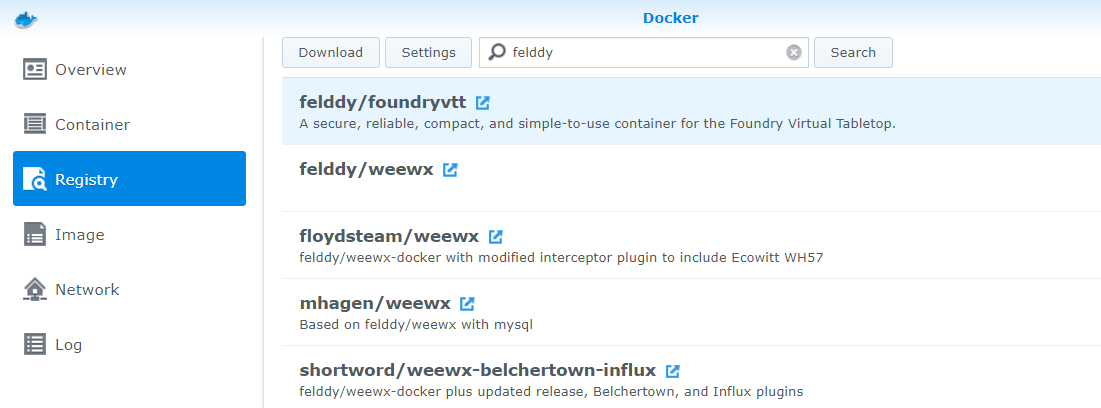 Docker
Overview
Container
Registry
Image
Network
Log
Download Settings felddy Search
felddy/foundryvtt
A secure, reliable, compact, and simple-to-use container for the Foundry Virtual Tabletop.
felddy/weewx
floydsteam/weewx
felddy/weewx-docker with modified interceptor plugin to include Ecowitt WH57
mhagen/weewx
Based on felddy/weewx with mysql
shortword/weewx-belchertown-influx
felddy/weewx-docker plus updated release, Belchertown, and Influx plugins